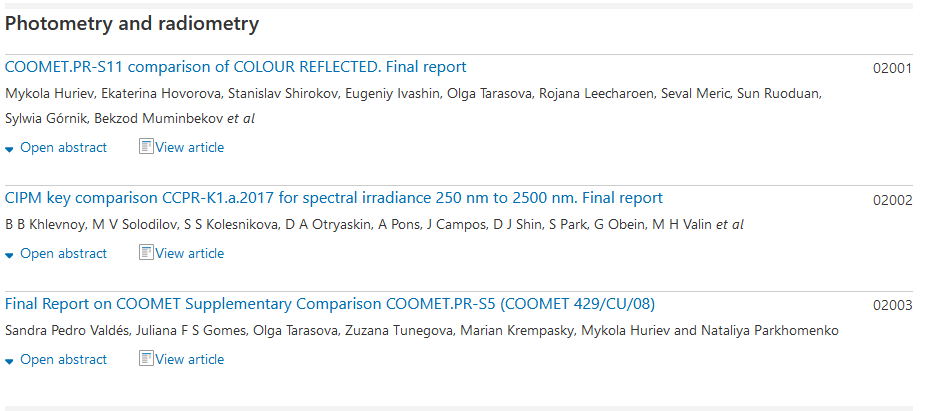 Photometry and radiometry
COOMET.PR-S11 comparison of COLOUR REFLECTED. Final report
02001
Mykola Huriev, Ekaterina Hovorova, Stanislav Shirokov, Eugeniy Ivashin, Olga Tarasova, Rojana Leecharoen, Seval Meric, Sun Ruoduan,
Sylwia Górnik, Bekzod Muminbekov et al
Open abstract View article
CIPM key comparison CCPR-K1.a.2017 for spectral irradiance 250 nm to 2500 nm. Final report
02002
B B Khlevnoy, M V Solodilov, S S Kolesnikova, D A Otryaskin, A Pons, J Campos, D J Shin, S Park, G Obein, M H Valin et al
Open abstract View article
Final Report on COOMET Supplementary Comparison COOMET.PR-S5 (COOMET 429/CU/08)
02003
Sandra Pedro Valdés, Juliana F S Gomes, Olga Tarasova, Zuzana Tunegova, Marian Krempasky, Mykola Huriev and Nataliya Parkhomenko
Open abstract View article